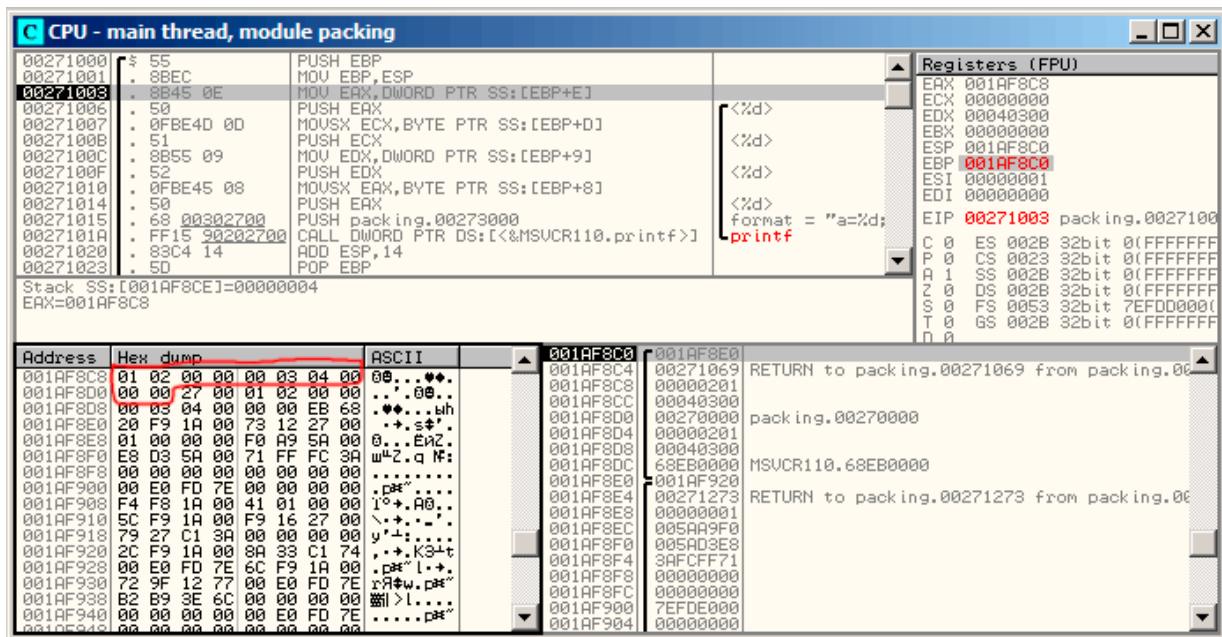 CPU - main thread, module packing
00271000 $ 55 PUSH EBP
00271001 . 8BEC MOV EBP,ESP
00271003 . 8B45 0E MOV EAX,DWORD PTR SS:[EBP+E]
00271006 . 50 PUSH EAX <%d>
00271007 . 0FBE4D 0D MOVSX ECX,BYTE PTR SS:[EBP+D]
0027100B . 51 PUSH ECX <%d>
0027100C . 8B55 09 MOV EDX,DWORD PTR SS:[EBP+9]
0027100F . 52 PUSH EDX <%d>
00271010 . 0FBE45 08 MOVSX EAX,BYTE PTR SS:[EBP+8]
00271014 . 50 PUSH EAX <%d>
00271015 . 68 00302700 PUSH packing.00273000 format = "a=%d;
0027101A . FF15 90202700 CALL DWORD PTR DS:[<&MSVCR110.printf>] printf
00271020 . 83C4 14 ADD ESP,14
00271023 . 5D POP EBP
Registers (FPU)
EAX 001AF8C8
ECX 00000000
EDX 00040300
EBX 00000000
ESP 001AF8C0
EBP 001AF8C0
ESI 00000001
EDI 00000000
EIP 00271003 packing.0027100
C 0 ES 002B 32bit 0(FFFFFFF
P 0 CS 0023 32bit 0(FFFFFFF
A 1 SS 002B 32bit 0(FFFFFFF
Z 0 DS 002B 32bit 0(FFFFFFF
S 0 FS 0053 32bit 7EFDD000(
T 0 GS 002B 32bit 0(FFFFFFF
D 0
Stack SS:[001AF8CE]=00000004
EAX=001AF8C8
Address Hex dump ASCII
001AF8C8 01 02 00 00 00 03 04 00
001AF8D0 00 00 27 00 01 02 00 00
001AF8D8 00 03 04 00 00 00 EB 68
001AF8E0 20 F9 1A 00 73 12 27 00
001AF8E8 01 00 00 00 F0 A9 5A 00
001AF8F0 E8 D3 5A 00 71 FF FC 3A
001AF8F8 00 00 00 00 00 00 00 00
001AF900 00 E0 FD 7E 00 00 00 00
001AF908 F4 F8 1A 00 41 01 00 00
001AF910 5C F9 1A 00 F9 16 27 00
001AF918 79 27 C1 3A 00 00 00 00
001AF920 2C F9 1A 00 8A 33 C1 74
001AF928 00 E0 FD 7E 6C F9 1A 00
001AF930 72 9F 12 77 00 E0 FD 7E
001AF938 B2 B9 3E 6C 00 00 00 00
001AF940 00 00 00 00 00 E0 FD 7E
001AF8C0 001AF8E0
001AF8C4 00271069 RETURN to packing.00271069 from packing.00
001AF8C8 00000201
001AF8CC 00040300
001AF8D0 00270000 packing.00270000
001AF8D4 00000201
001AF8D8 00040300
001AF8DC 68EB0000 MSVCR110.68EB0000
001AF8E0 001AF920
001AF8E4 00271273 RETURN to packing.00271273 from packing.00
001AF8E8 00000001
001AF8EC 005AA9F0
001AF8F0 005AD3E8
001AF8F4 3AFCFF71
001AF8F8 00000000
001AF8FC 00000000
001AF900 7EFDE000
001AF904 00000000